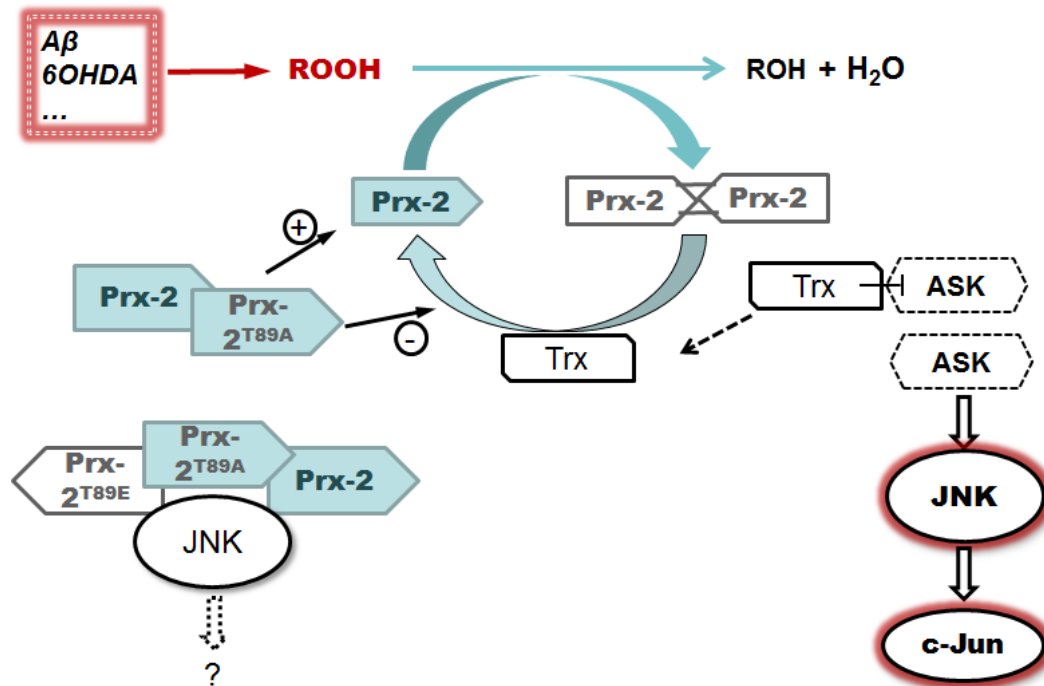 Aβ
6OHDA
...
ROOH
ROH + H₂O
Prx-2
Prx-2 Prx-2
+
Prx-2
Prx-
2ᵀ⁸⁹ᴬ
-
Trx
Trx
ASK
ASK
Prx-
2ᵀ⁸⁹ᴱ
Prx-
2ᵀ⁸⁹ᴬ
Prx-2
JNK
?
JNK
c-Jun